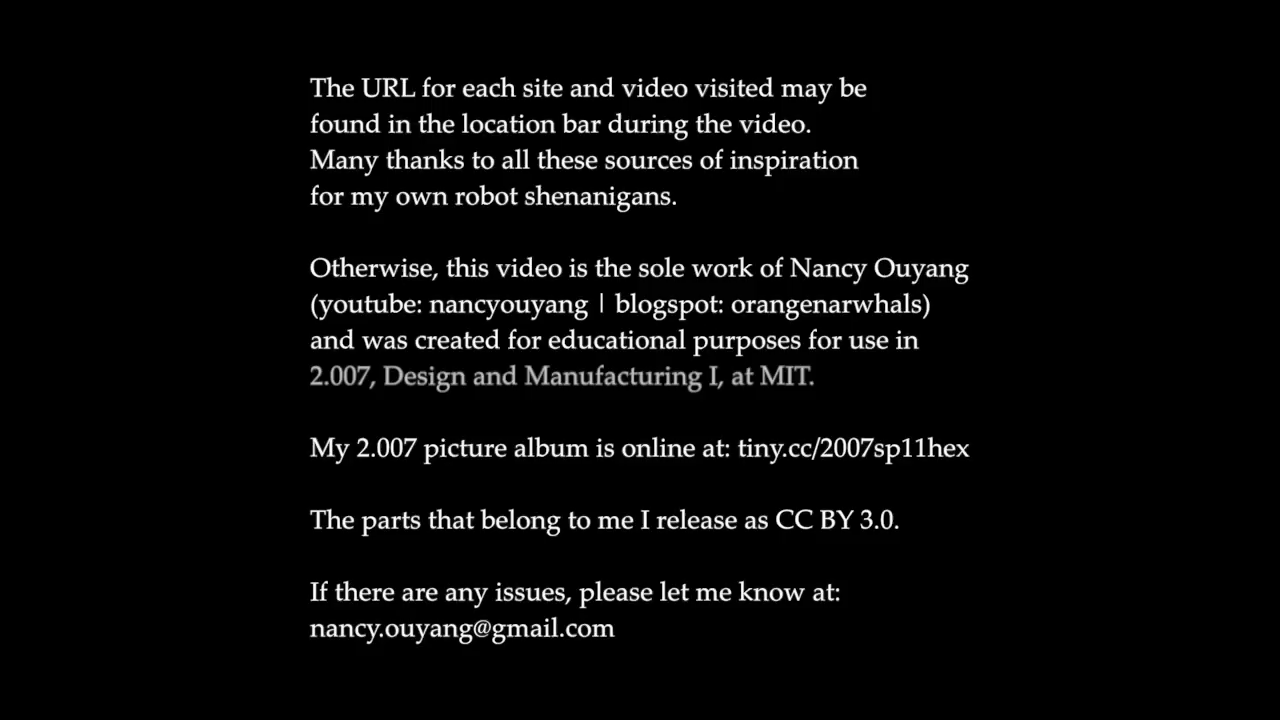 The URL for each site and video visited may be
found in the location bar during the video.
Many thanks to all these sources of inspiration
for my own robot shenanigans.
Otherwise, this video is the sole work of Nancy Ouyang
(youtube: nancyouyang | blogspot: orangenarwhals)
and was created for educational purposes for use in
2.007, Design and Manufacturing I, at MIT.
My 2.007 picture album is online at: tiny.cc/2007sp11hex
The parts that belong to me I release as CC BY 3.0.
If there are any issues, please let me know at:
nancy.ouyang@gmail.com